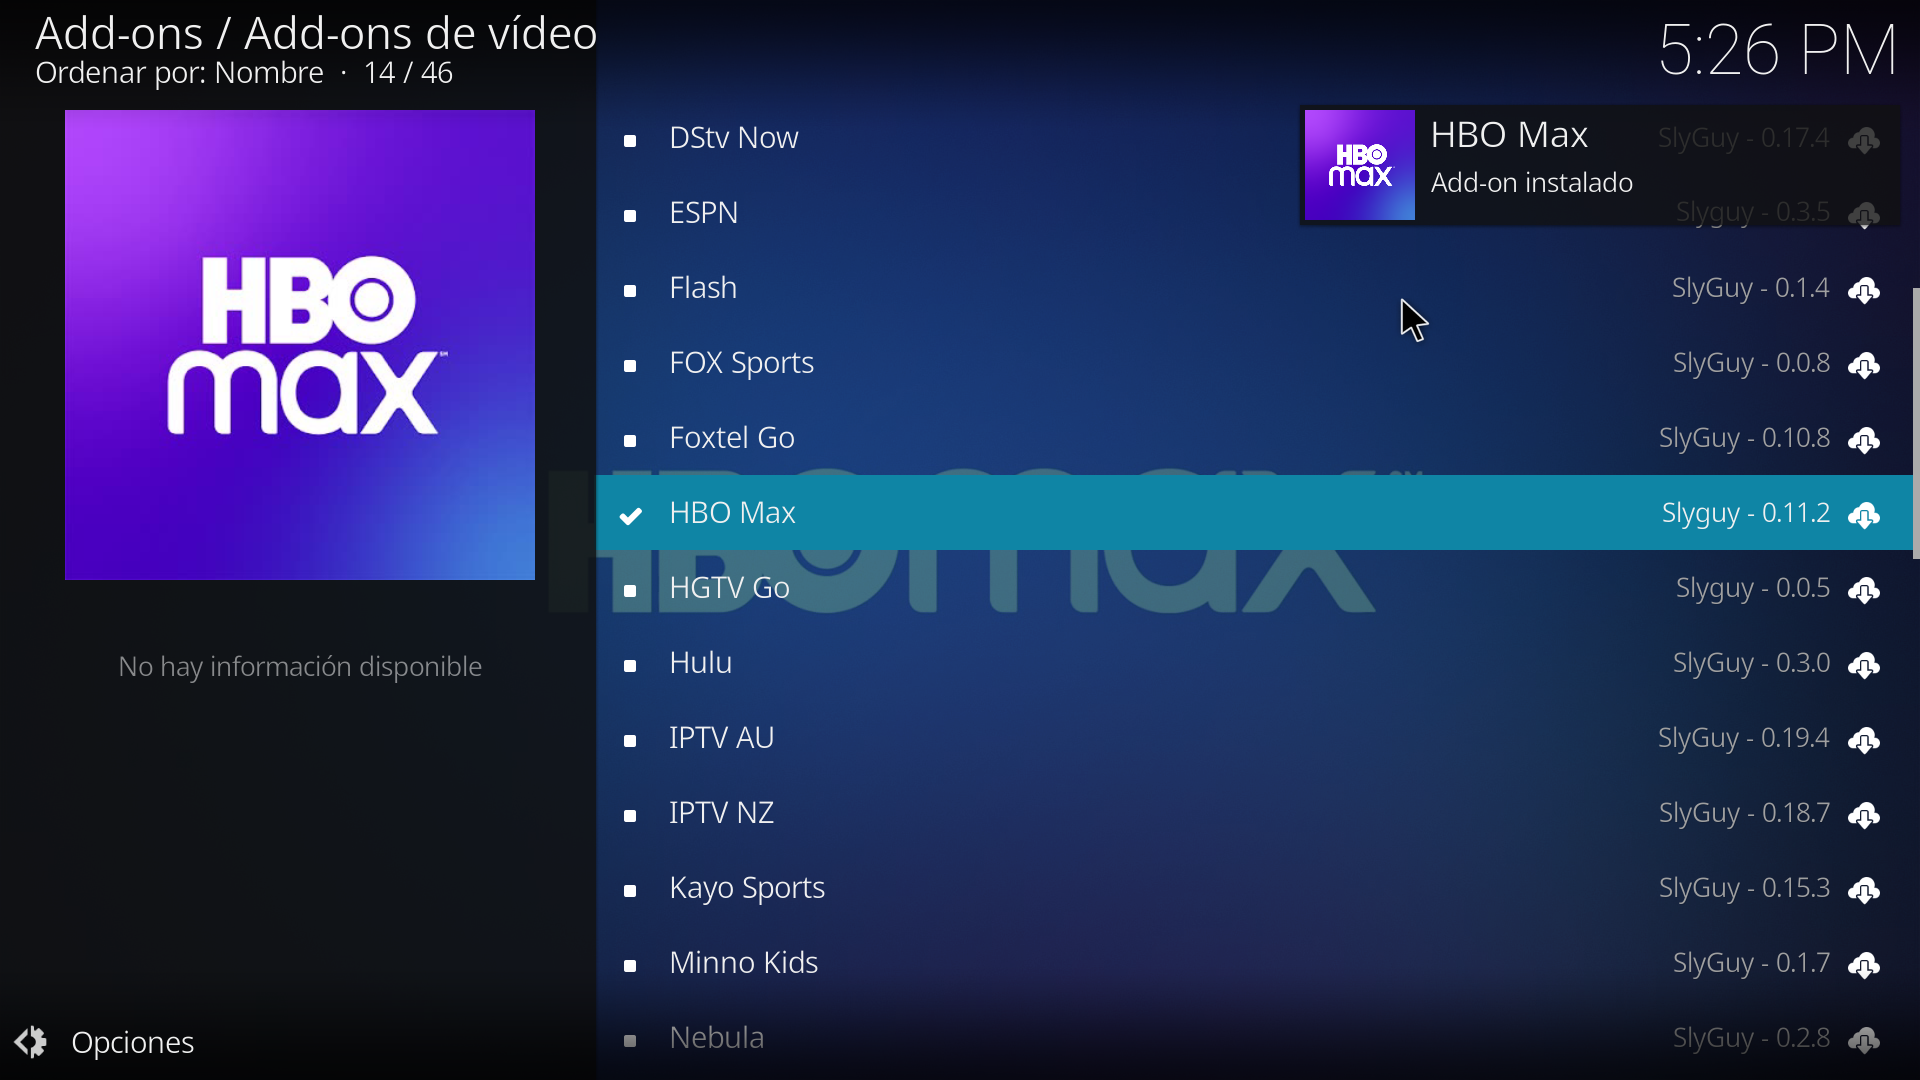 Add-ons / Add-ons de vídeo
Ordenar por: Nombre · 14 / 46
5:26 PM
HBO
max
SM
No hay información disponible
Opciones
HBO
max
HBO Max
Add-on instalado
DStv Now SlyGuy - 0.17.4
ESPN Slyguy - 0.3.5
Flash SlyGuy - 0.1.4
FOX Sports SlyGuy - 0.0.8
Foxtel Go SlyGuy - 0.10.8
HBO Max Slyguy - 0.11.2
HBOmax
HGTV Go Slyguy - 0.0.5
Hulu SlyGuy - 0.3.0
IPTV AU SlyGuy - 0.19.4
IPTV NZ SlyGuy - 0.18.7
Kayo Sports SlyGuy - 0.15.3
Minno Kids SlyGuy - 0.1.7
Nebula SlyGuy - 0.2.8